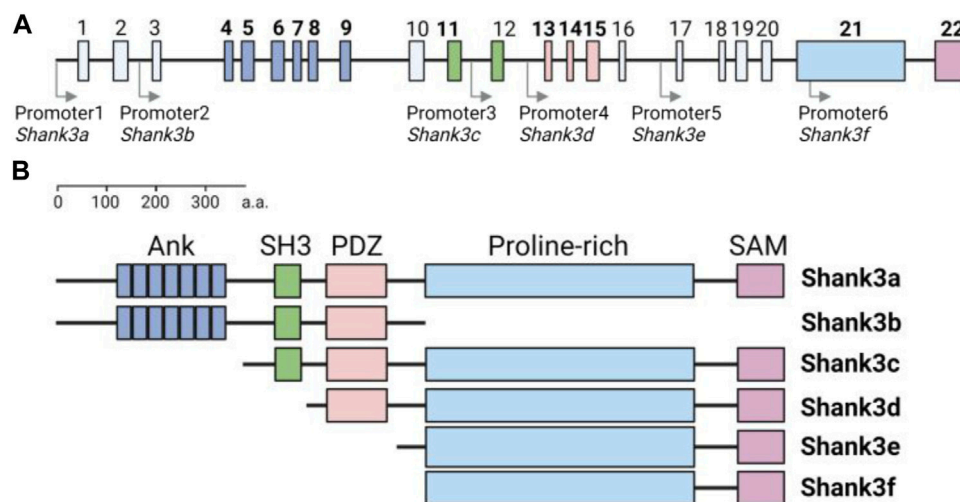 A
1 2 3 4 5 6 7 8 9 10 11 12 13 14 15 16 17 18 19 20 21 22
Promoter1 Promoter2 Promoter3 Promoter4 Promoter5 Promoter6
Shank3a Shank3b Shank3c Shank3d Shank3e Shank3f
B
0 100 200 300 a.a.
Ank SH3 PDZ Proline-rich SAM
Shank3a
Shank3b
Shank3c
Shank3d
Shank3e
Shank3f